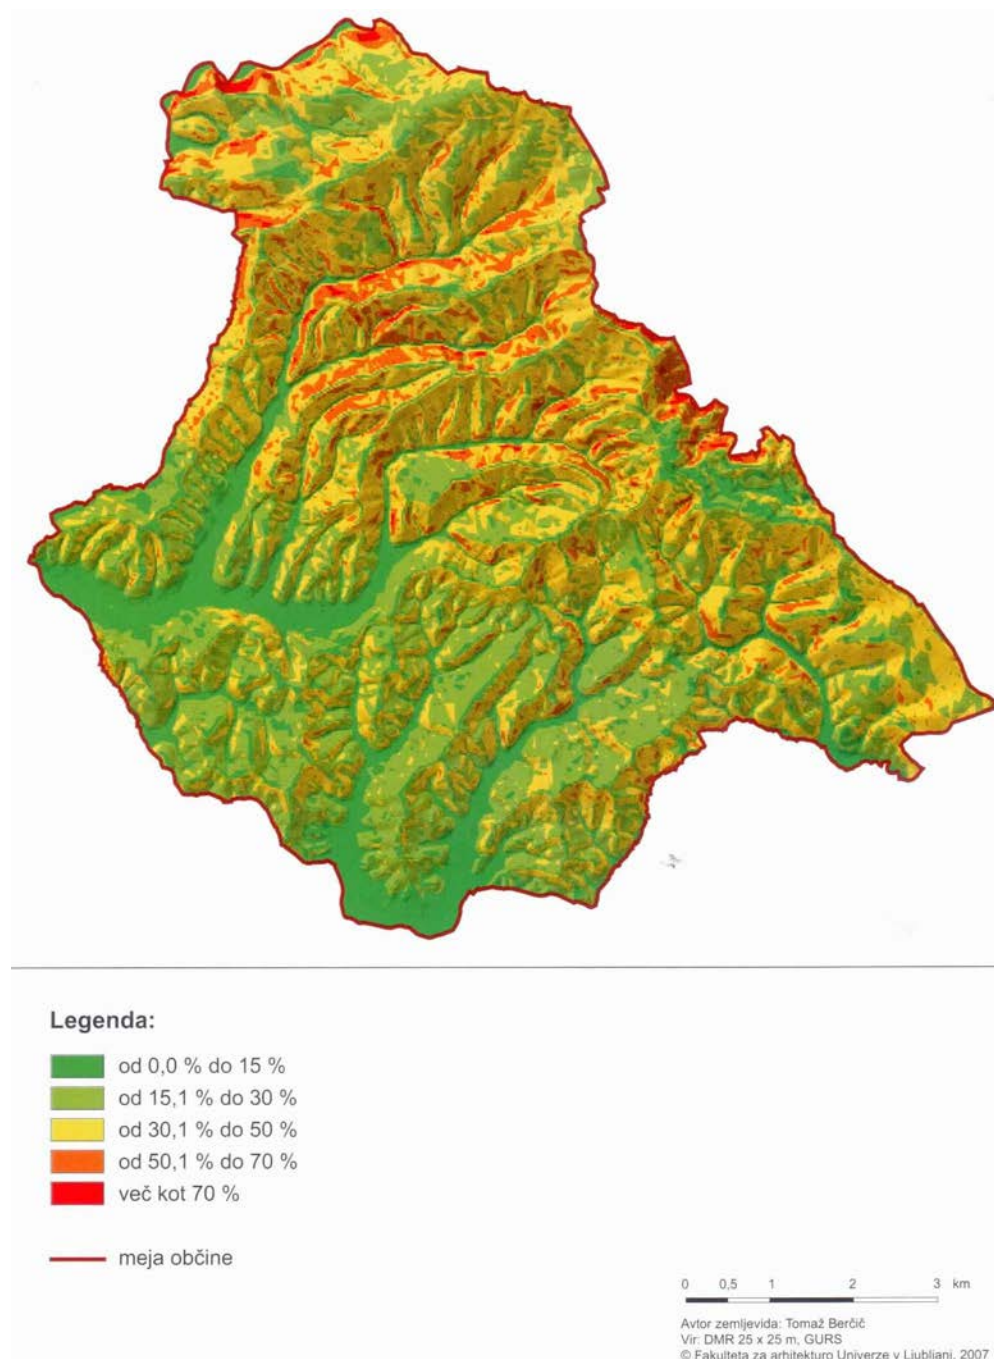 Legenda:
od 0,0 % do 15 %
od 15,1 % do 30 %
od 30,1 % do 50 %
od 50,1 % do 70 %
več kot 70 %
meja občine
0 0,5 1 2 3 km
Avtor zemljevida: Tomaž Berčič
Vir: DMR 25 x 25 m, GURS
© Fakulteta za arhitekturo Univerze v Ljubljani, 2007